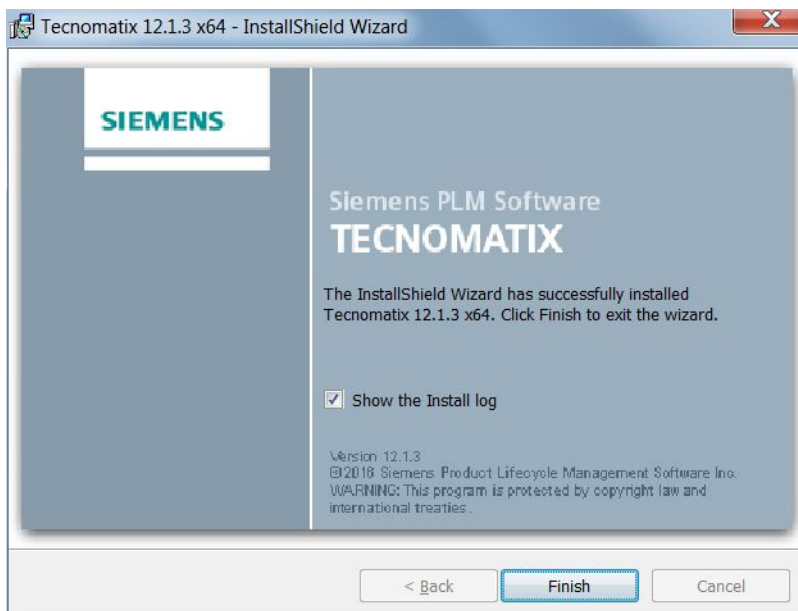 Tecnomatix 12.1.3 x64 - InstallShield Wizard
SIEMENS
Siemens PLM Software
TECNOMATIX
The InstallShield Wizard has successfully installed
Tecnomatix 12.1.3 x64. Click Finish to exit the wizard.
Show the Install log
Version 12.1.3
©2016 Siemens Product Lifecycle Management Software Inc.
WARNING: This program is protected by copyright law and
international treaties.
< Back
Finish
Cancel